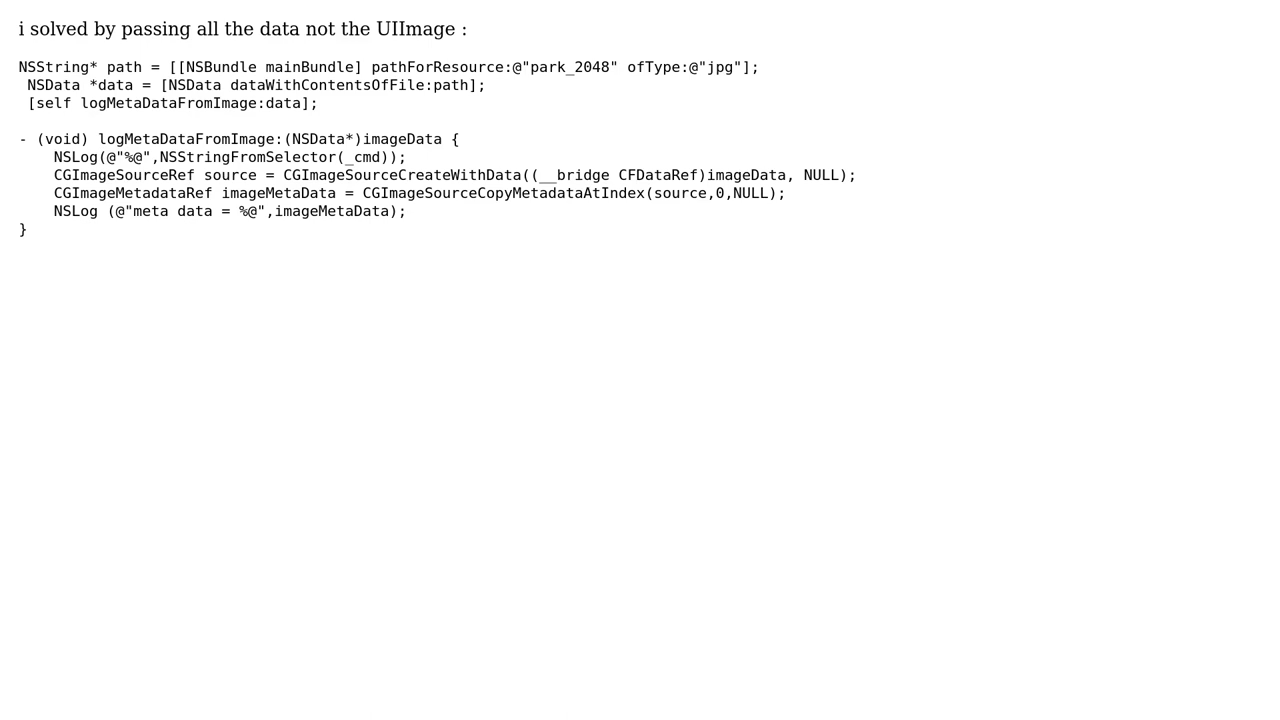 i solved by passing all the data not the UIImage :
NSString* path = [[NSBundle mainBundle] pathForResource:@"park_2048" ofType:@"jpg"];
 NSData *data = [NSData dataWithContentsOfFile:path];
 [self logMetaDataFromImage:data];

- (void) logMetaDataFromImage:(NSData*)imageData {
    NSLog(@"%@",NSStringFromSelector(_cmd));
    CGImageSourceRef source = CGImageSourceCreateWithData((__bridge CFDataRef)imageData, NULL);
    CGImageMetadataRef imageMetaData = CGImageSourceCopyMetadataAtIndex(source,0,NULL);
    NSLog (@"meta data = %@",imageMetaData);
}